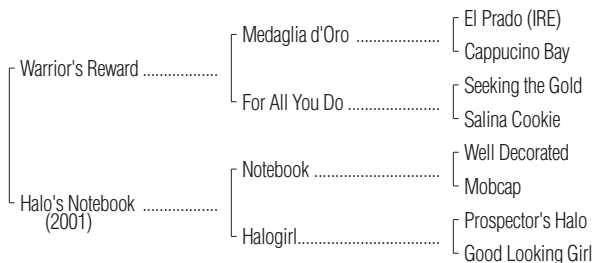 El Prado (IRE)
Medaglia d'Oro ....................
Cappucino Bay
Warrior's Reward ..................
Seeking the Gold
For All You Do ......................
Salina Cookie
Well Decorated
Notebook ..............................
Mobcap
Halo's Notebook ..................
(2001)
Prospector's Halo
Halogirl..................................
Good Looking Girl